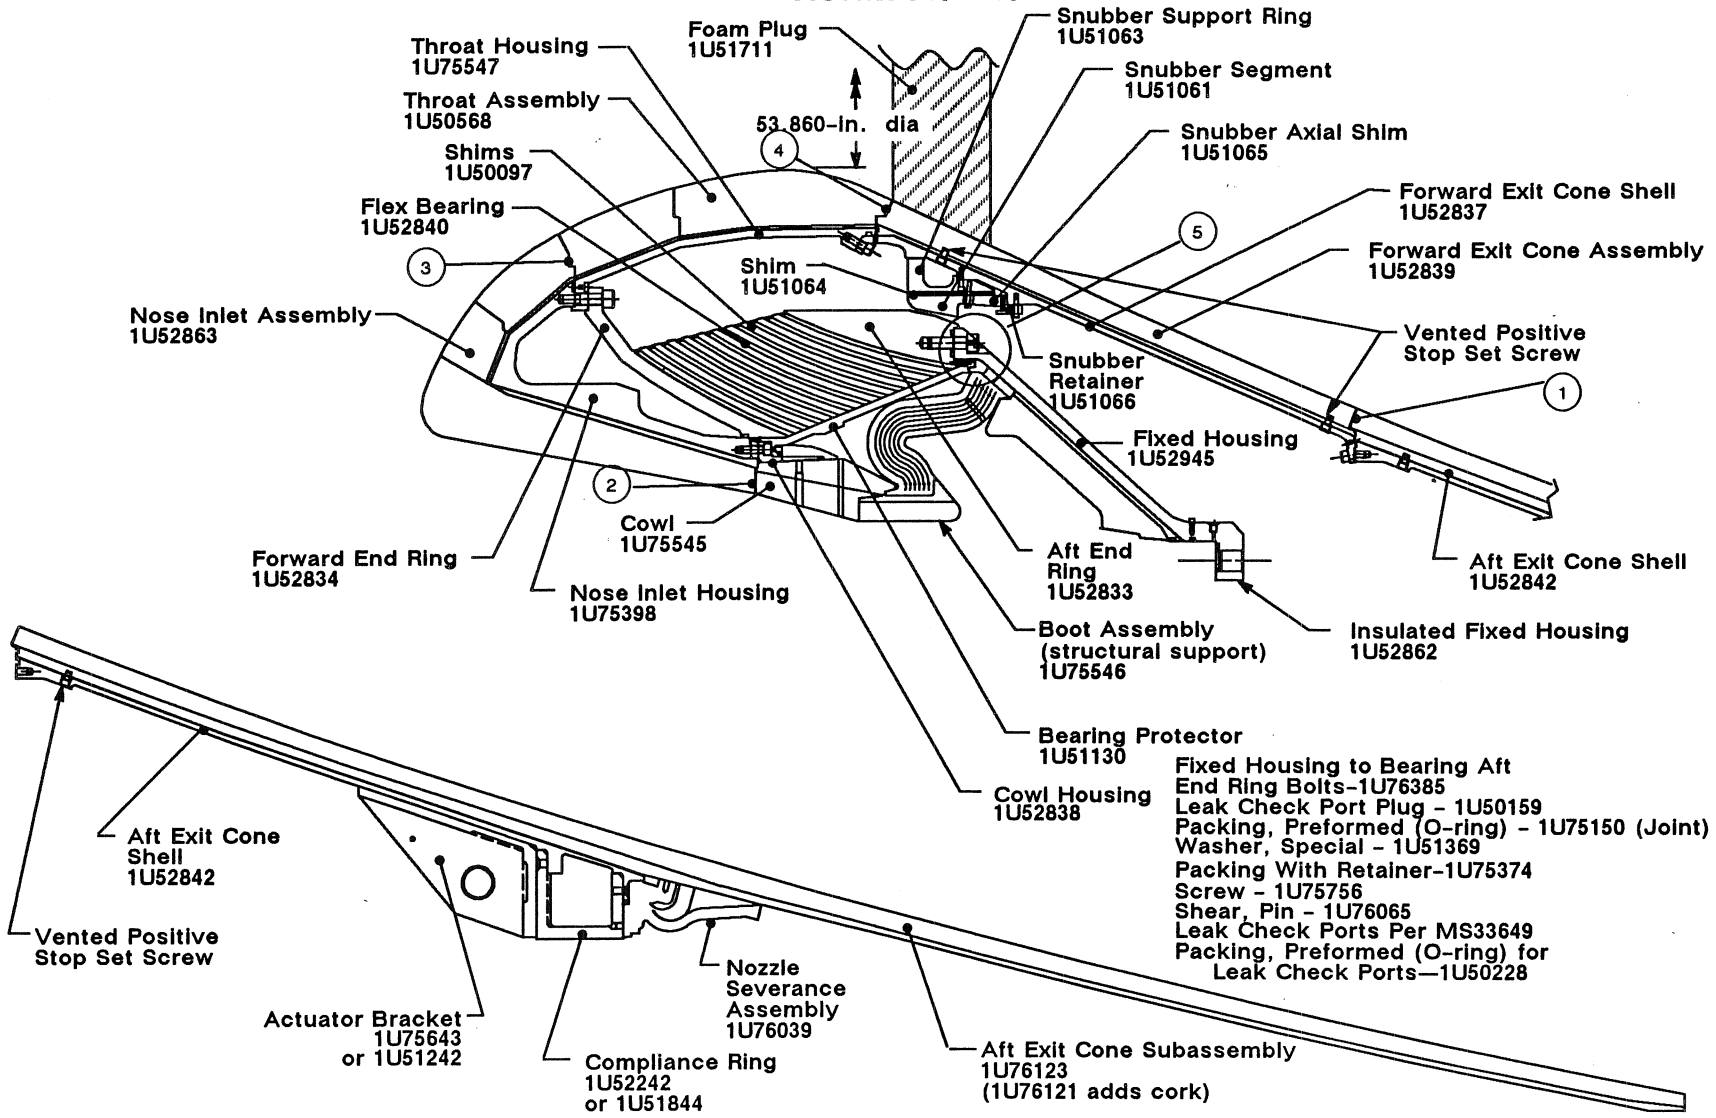 Snubber Support Ring
1U51063
Foam Plug
1U51711
Throat Housing
1U75547
Snubber Segment
1U51061
Throat Assembly
1U50568
53.860-in. dia
Snubber Axial Shim
1U51065
4
Shims
1U50097
Forward Exit Cone Shell
1U52837
Flex Bearing
1U52840
5
Forward Exit Cone Assembly
1U52839
3
Shim
1U51064
Nose Inlet Assembly
1U52863
Vented Positive
Stop Set Screw
Snubber
Retainer
1U51066
1
Fixed Housing
1U52945
2
Cowl
1U75545
Forward End Ring
1U52834
Nose Inlet Housing
1U75398
Aft End
Ring
1U52833
Aft Exit Cone Shell
1U52842
Boot Assembly
(structural support)
1U75546
Insulated Fixed Housing
1U52862
Bearing Protector
1U51130
Cowl Housing
1U52838
Fixed Housing to Bearing Aft
End Ring Bolts-1U76385
Leak Check Port Plug - 1U50159
Packing, Preformed (O-ring) - 1U75150 (Joint)
Washer, Special - 1U51369
Packing With Retainer-1U75374
Screw - 1U75756
Shear, Pin - 1U76065
Leak Check Ports Per MS33649
Packing, Preformed (O-ring) for
Leak Check Ports—1U50228
Aft Exit Cone
Shell
1U52842
Vented Positive
Stop Set Screw
Nozzle
Severance
Assembly
1U76039
Actuator Bracket
1U75643
or 1U51242
Compliance Ring
1U52242
or 1U51844
Aft Exit Cone Subassembly
1U76123
(1U76121 adds cork)